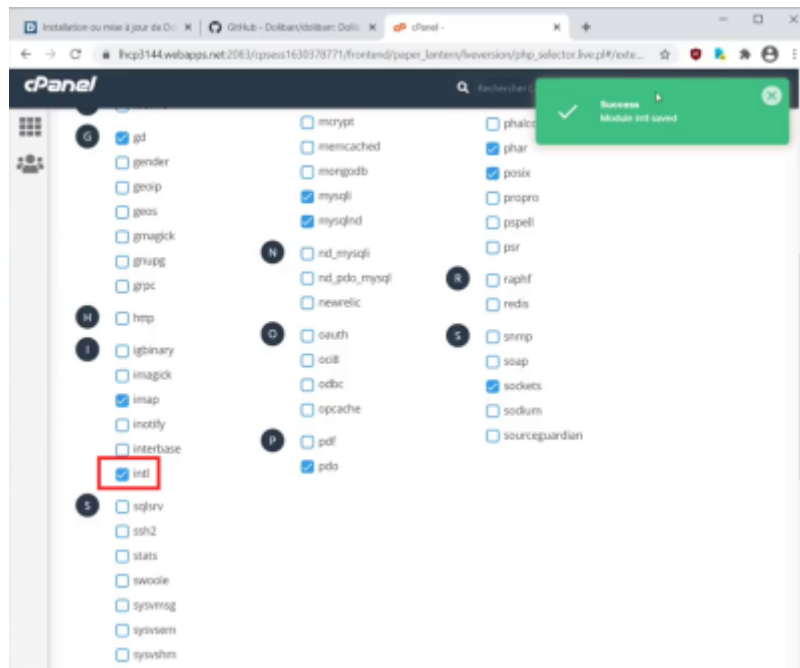 Installation ou mise à jour de Do
GitHub - Dolibarr/dolibarr: Dolib
cPanel -
lhcp3144.webapps.net:2083/cpsess1630378771/frontend/paper_lantern/lveversion/php_selector.live.pl#/exte...
cPanel
Rechercher (
Success
Module intl saved
G
gd
gender
geoip
geos
gmagick
gnupg
grpc
H
http
I
igbinary
imagick
imap
inotify
interbase
intl
S
sqlsrv
ssh2
stats
swoole
sysvmsg
sysvsem
sysvshm
mcrypt
memcached
mongodb
mysqli
mysqlnd
N
nd_mysqli
nd_pdo_mysql
newrelic
O
oauth
oci8
odbc
opcache
P
pdf
pdo
phalco
phar
posix
propro
pspell
psr
R
raphf
redis
S
snmp
soap
sockets
sodium
sourceguardian